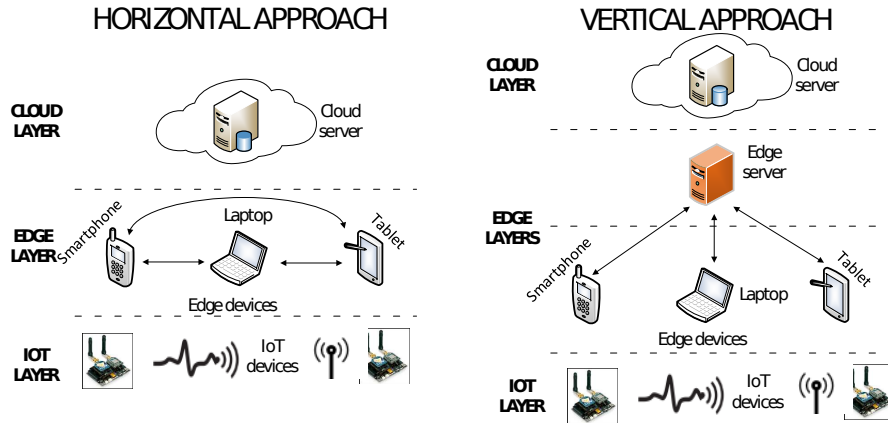 HORIZONTAL APPROACH
CLOUD
LAYER
Cloud
server
EDGE
LAYER
Smartphone
Laptop
Tablet
Edge devices
IOT
LAYER
IoT
devices
VERTICAL APPROACH
CLOUD
LAYER
Cloud
server
Edge
server
EDGE
LAYERS
Smartphone
Laptop
Tablet
Edge devices
IOT
LAYER
IoT
devices